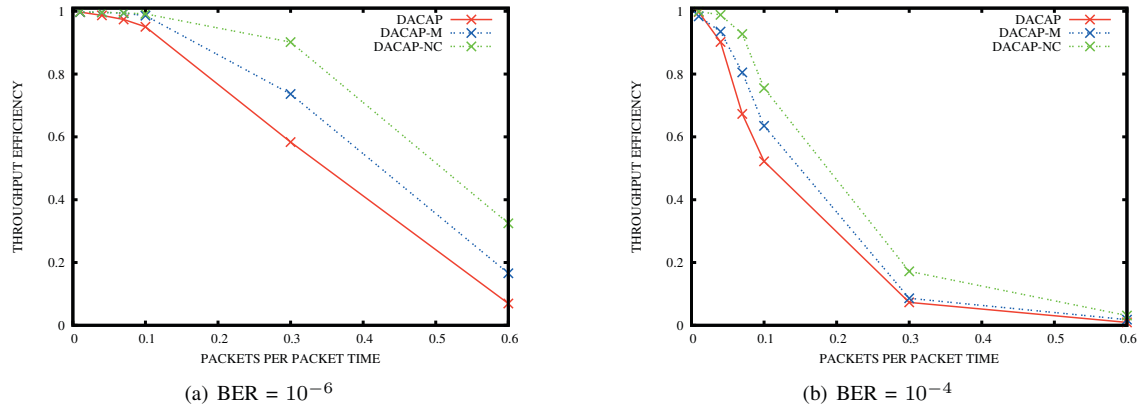 1
0.8
0.6
0.4
0.2
0
THROUGHPUT EFFICIENCY
DACAP
DACAP-M
DACAP-NC
0 0.1 0.2 0.3 0.4 0.5 0.6
PACKETS PER PACKET TIME
(a) BER = 10⁻⁶
1
0.8
0.6
0.4
0.2
0
THROUGHPUT EFFICIENCY
DACAP
DACAP-M
DACAP-NC
0 0.1 0.2 0.3 0.4 0.5 0.6
PACKETS PER PACKET TIME
(b) BER = 10⁻⁴